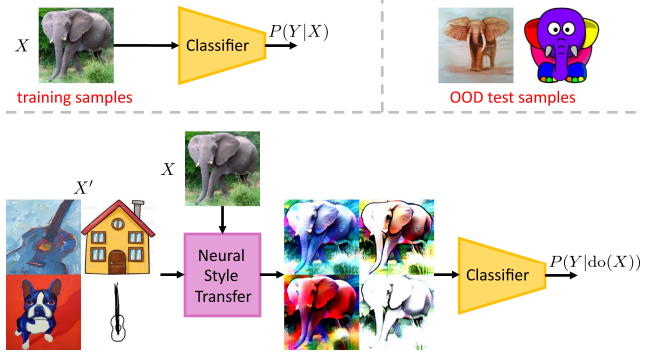 X
Classifier
P(Y|X)
training samples
OOD test samples
X
X′
Neural
Style
Transfer
Classifier
P(Y|do(X))